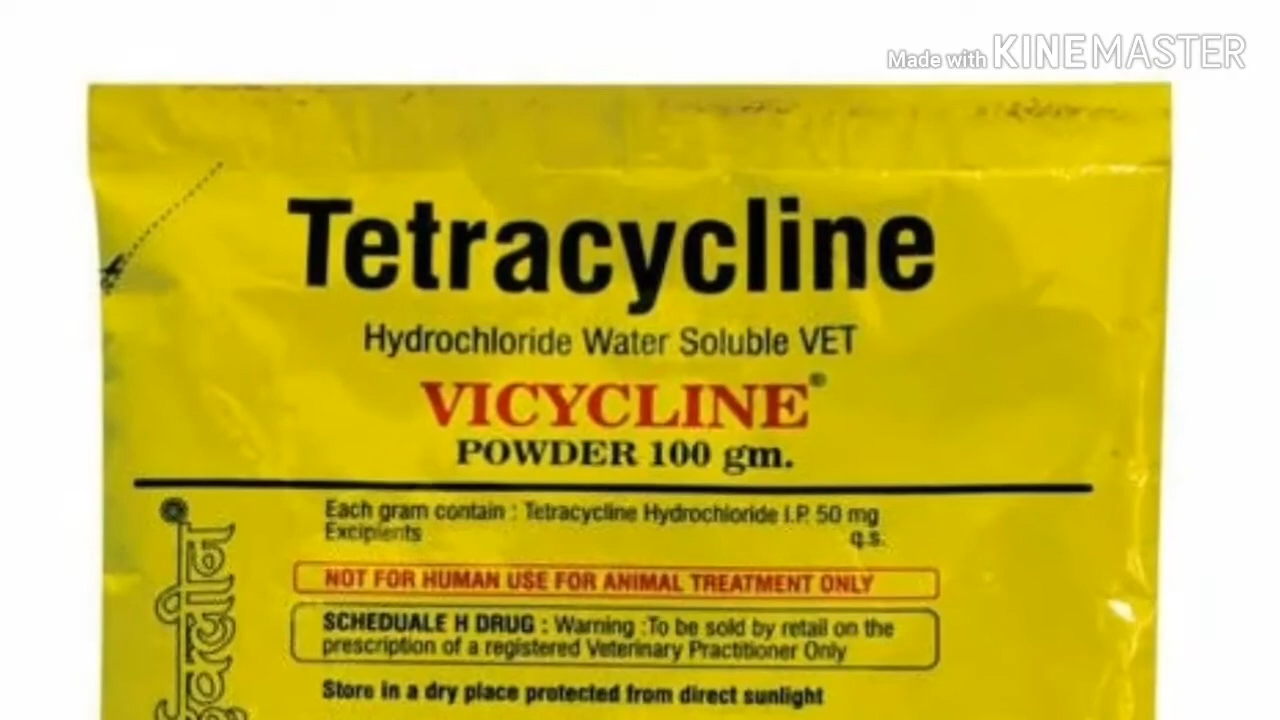 Made with KINEMASTER
Tetracycline
Hydrochloride Water Soluble VET
VICYCLINE®
POWDER 100 gm.
Each gram contain : Tetracycline Hydrochloride I.P. 50 mg
Excipients q.s.
NOT FOR HUMAN USE FOR ANIMAL TREATMENT ONLY
SCHEDUALE H DRUG : Warning :To be sold by retail on the
prescription of a registered Veterinary Practitioner Only
Store in a dry place protected from direct sunlight